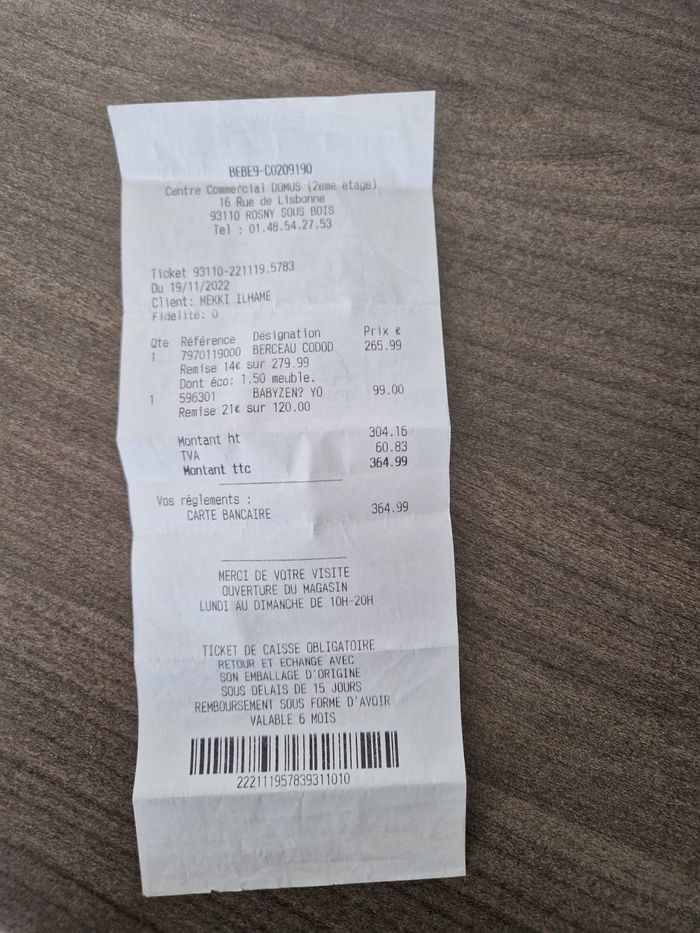 BEBE9-C0209190
Centre Commercial DOMUS (2eme etage)
16 Rue de Lisbonne
93110 ROSNY SOUS BOIS
Tel : 01.48.54.27.53
Ticket 93110-221119.5783
Du 19/11/2022
Client: MEKKI ILHAME
Fidelite: 0
Qte Référence Designation Prix €
1 7970119000 BERCEAU CODOD 265.99
Remise 14€ sur 279.99
Dont éco: 1.50 meuble.
1 596301 BABYZEN? YO 99.00
Remise 21€ sur 120.00
Montant ht 304.16
TVA 60.83
Montant ttc 364.99
Vos règlements :
CARTE BANCAIRE 364.99
MERCI DE VOTRE VISITE
OUVERTURE DU MAGASIN
LUNDI AU DIMANCHE DE 10H-20H
TICKET DE CAISSE OBLIGATOIRE
RETOUR ET ECHANGE AVEC
SON EMBALLAGE D'ORIGINE
SOUS DELAIS DE 15 JOURS
REMBOURSEMENT SOUS FORME D'AVOIR
VALABLE 6 MOIS
222111957839311010